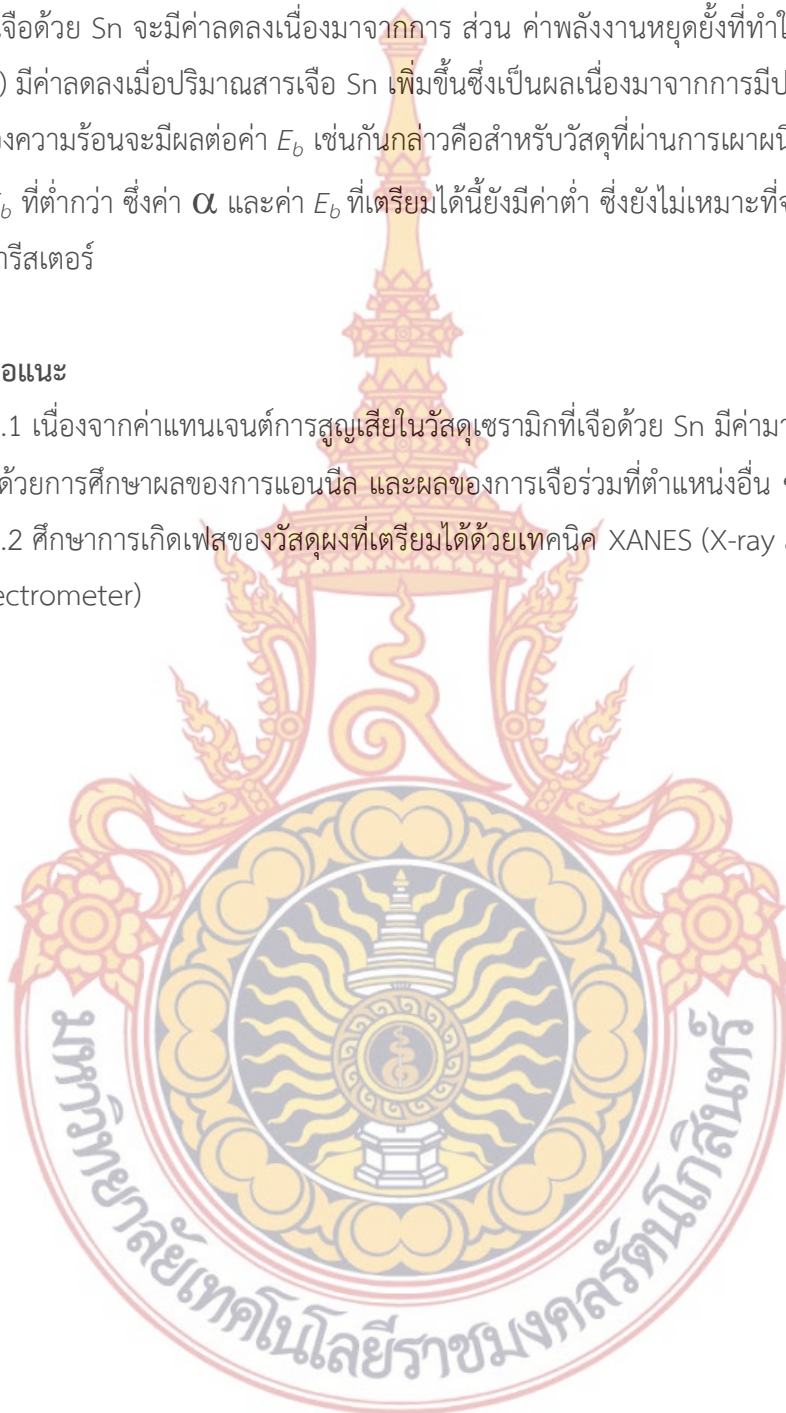 เจือด้วย Sn จะมีค่าลดลงเนื่องมาจากการ ส่วน ค่าพลังงานหยุดยั้งที่ทำใ
) มีค่าลดลงเมื่อปริมาณสารเจือ Sn เพิ่มขึ้นซึ่งเป็นผลเนื่องมาจากการมีป
งความร้อนจะมีผลต่อค่า E_b เช่นกันกล่าวคือสำหรับวัสดุที่ผ่านการเผาผนึ
E_b ที่ต่ำกว่า ซึ่งค่า α และค่า E_b ที่เตรียมได้นี้ยังมีค่าต่ำ ซึ่งยังไม่เหมาะที่จ
ารีสเตอร์
อแนะ
.1 เนื่องจากค่าแทนเจนต์การสูญเสียในวัสดุเซรามิกที่เจือด้วย Sn มีค่ามา
ด้วยการศึกษาผลของการแอนนีล และผลของการเจือร่วมที่ตำแหน่งอื่น
.2 ศึกษาการเกิดเฟสของวัสดุผงที่เตรียมได้ด้วยเทคนิค XANES (X-ray
ectrometer)
มหาวิทยาลัยเทคโนโลยีราชมงคลรัตนโกสินทร์